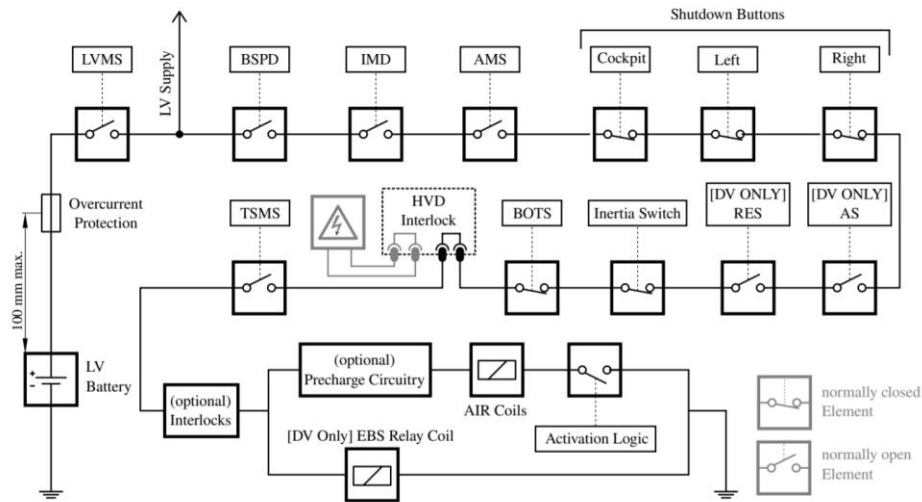 Shutdown Buttons
LVMS
LV Supply
BSPD
IMD
AMS
Cockpit
Left
Right
Overcurrent
Protection
100 mm max.
TSMS
HVD
Interlock
BOTS
Inertia Switch
[DV ONLY]
RES
[DV ONLY]
AS
+
-
LV
Battery
(optional)
Interlocks
(optional)
Precharge Circuitry
AIR Coils
Activation Logic
[DV Only] EBS Relay Coil
normally closed
Element
normally open
Element